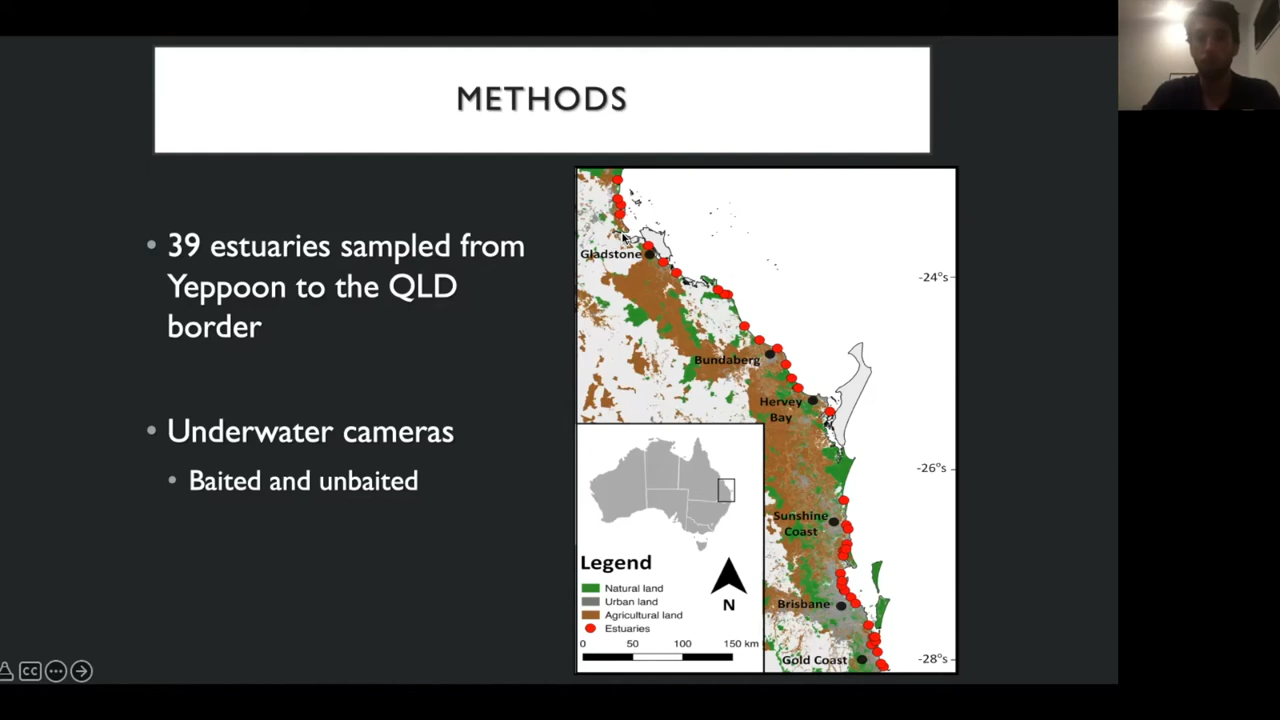 METHODS
• 39 estuaries sampled from
Yeppoon to the QLD
border
• Underwater cameras
• Baited and unbaited
Gladstone
Bundaberg
Hervey
Bay
Sunshine
Coast
Brisbane
Gold Coast
-24°s
-26°s
-28°s
Legend
Natural land
Urban land
Agricultural land
Estuaries
N
0 50 100 150 km
CC